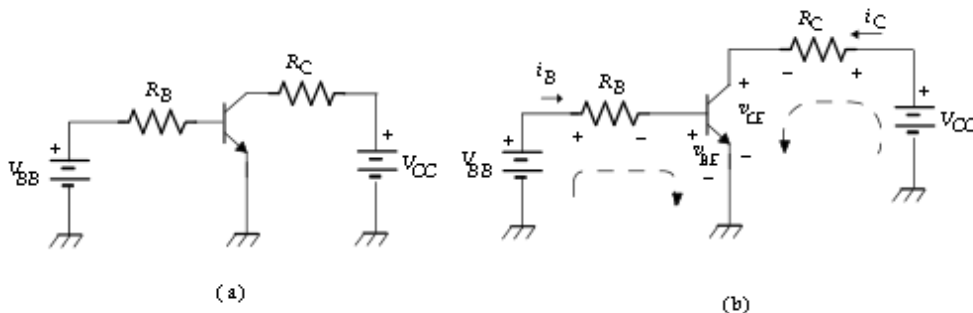 R_B
R_C
+
V_BB
+
V_CC
(a)
i_B
R_B
+ -
+
V_BB
R_C
i_C
- +
+
v_CE
-
+
v_BE
-
+
V_CC
(b)